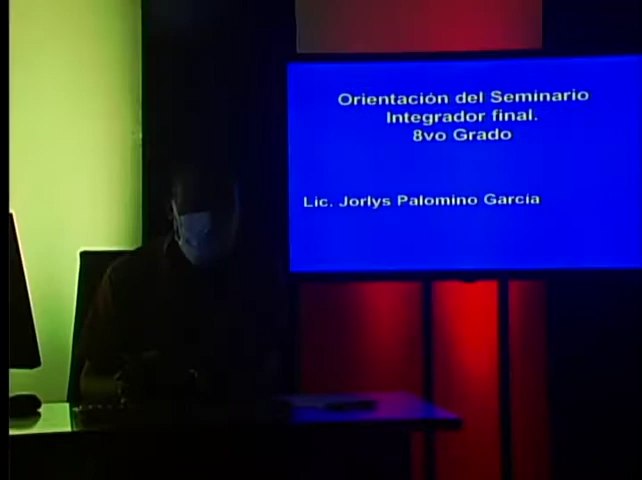 Orientación del Seminario
Integrador final.
8vo Grado
Lic. Jorlys Palomino García